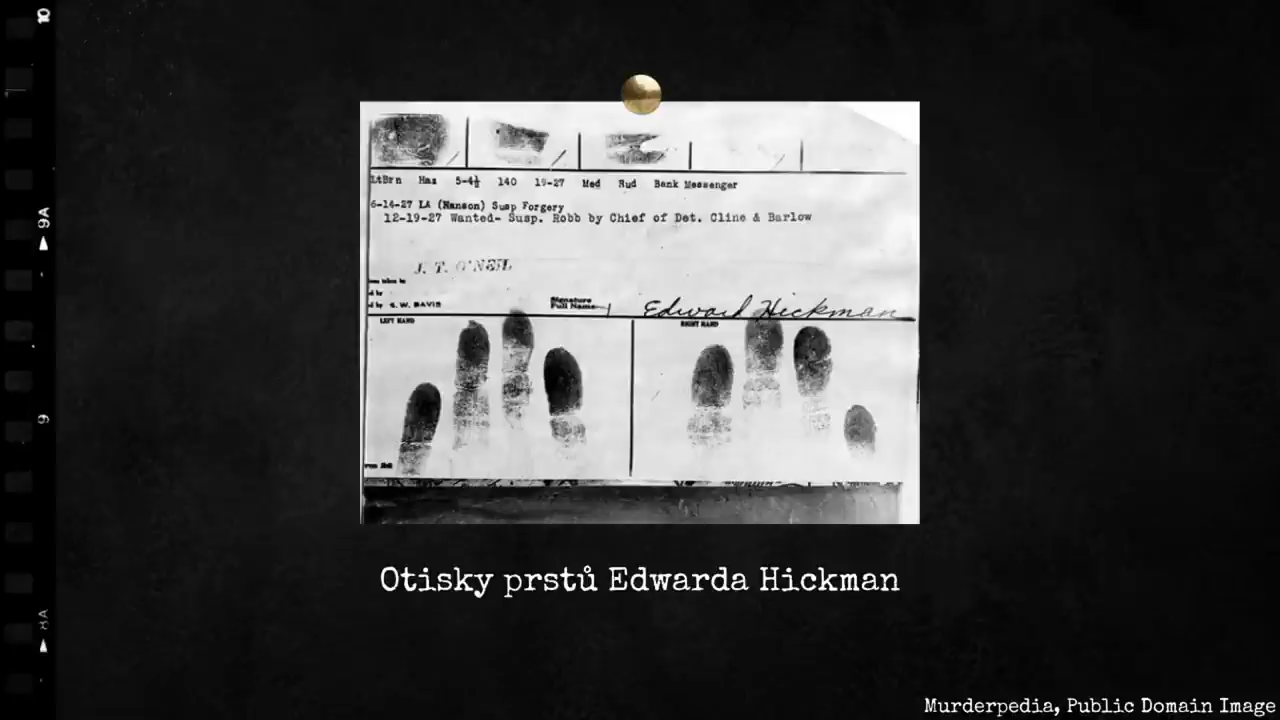 10
LtBrn Haz 5-4½ 140 19-27 Med Rud Bank Messenger
6-14-27 LA (Hanson) Susp Forgery
12-19-27 Wanted- Susp. Robb by Chief of Det. Cline & Barlow
J. T. O'NEIL
G. W. DAVIS
Signature
Full Name
Edward Hickman
LEFT HAND
RIGHT HAND
9A
9
8A
Otisky prstů Edwarda Hickman
Murderpedia, Public Domain Image